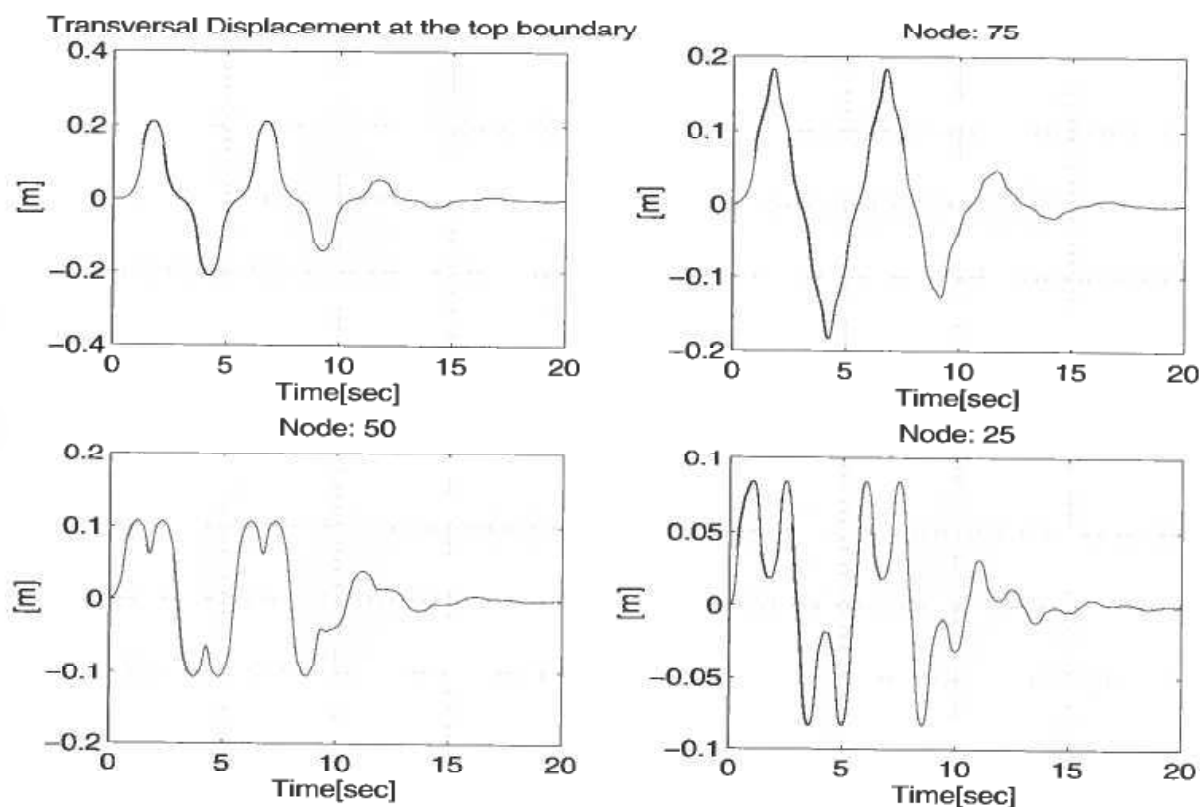 Transversal Displacement at the top boundary
0.4
0.2
0
−0.2
−0.4
[m]
0 5 10 15 20
Time[sec]
Node: 75
0.2
0.1
0
−0.1
−0.2
[m]
0 5 10 15 20
Time[sec]
Node: 50
0.2
0.1
0
−0.1
−0.2
[m]
0 5 10 15 20
Time[sec]
Node: 25
0.1
0.05
0
−0.05
−0.1
[m]
0 5 10 15 20
Time[sec]